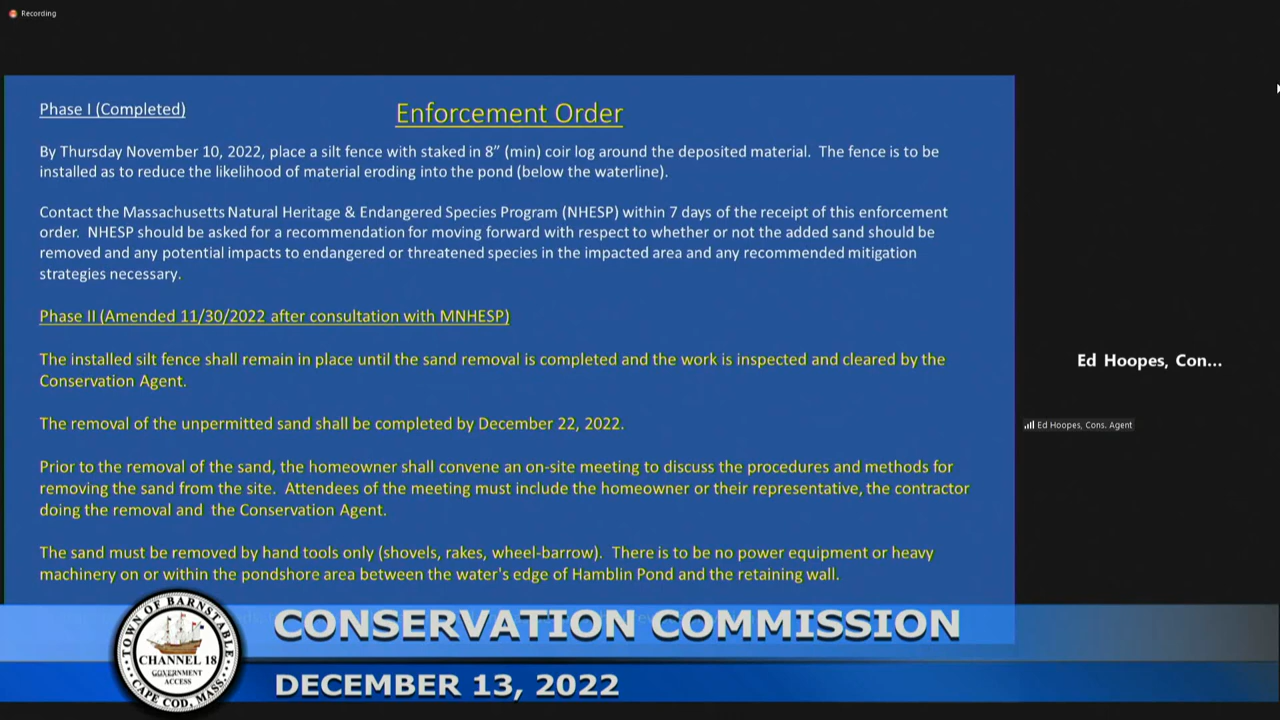 Recording
Phase I (Completed)
Enforcement Order
By Thursday November 10, 2022, place a silt fence with staked in 8” (min) coir log around the deposited material. The fence is to be
installed as to reduce the likelihood of material eroding into the pond (below the waterline).
Contact the Massachusetts Natural Heritage & Endangered Species Program (NHESP) within 7 days of the receipt of this enforcement
order. NHESP should be asked for a recommendation for moving forward with respect to whether or not the added sand should be
removed and any potential impacts to endangered or threatened species in the impacted area and any recommended mitigation
strategies necessary.
Phase II (Amended 11/30/2022 after consultation with MNHESP)
The installed silt fence shall remain in place until the sand removal is completed and the work is inspected and cleared by the
Conservation Agent.
The removal of the unpermitted sand shall be completed by December 22, 2022.
Prior to the removal of the sand, the homeowner shall convene an on-site meeting to discuss the procedures and methods for
removing the sand from the site. Attendees of the meeting must include the homeowner or their representative, the contractor
doing the removal and the Conservation Agent.
The sand must be removed by hand tools only (shovels, rakes, wheel-barrow). There is to be no power equipment or heavy
machinery on or within the pondshore area between the water's edge of Hamblin Pond and the retaining wall.
Ed Hoopes, Con...
Ed Hoopes, Cons. Agent
TOWN OF BARNSTABLE
CHANNEL 18
GOVERNMENT
ACCESS
CAPE COD, MASS.
CONSERVATION COMMISSION
DECEMBER 13, 2022